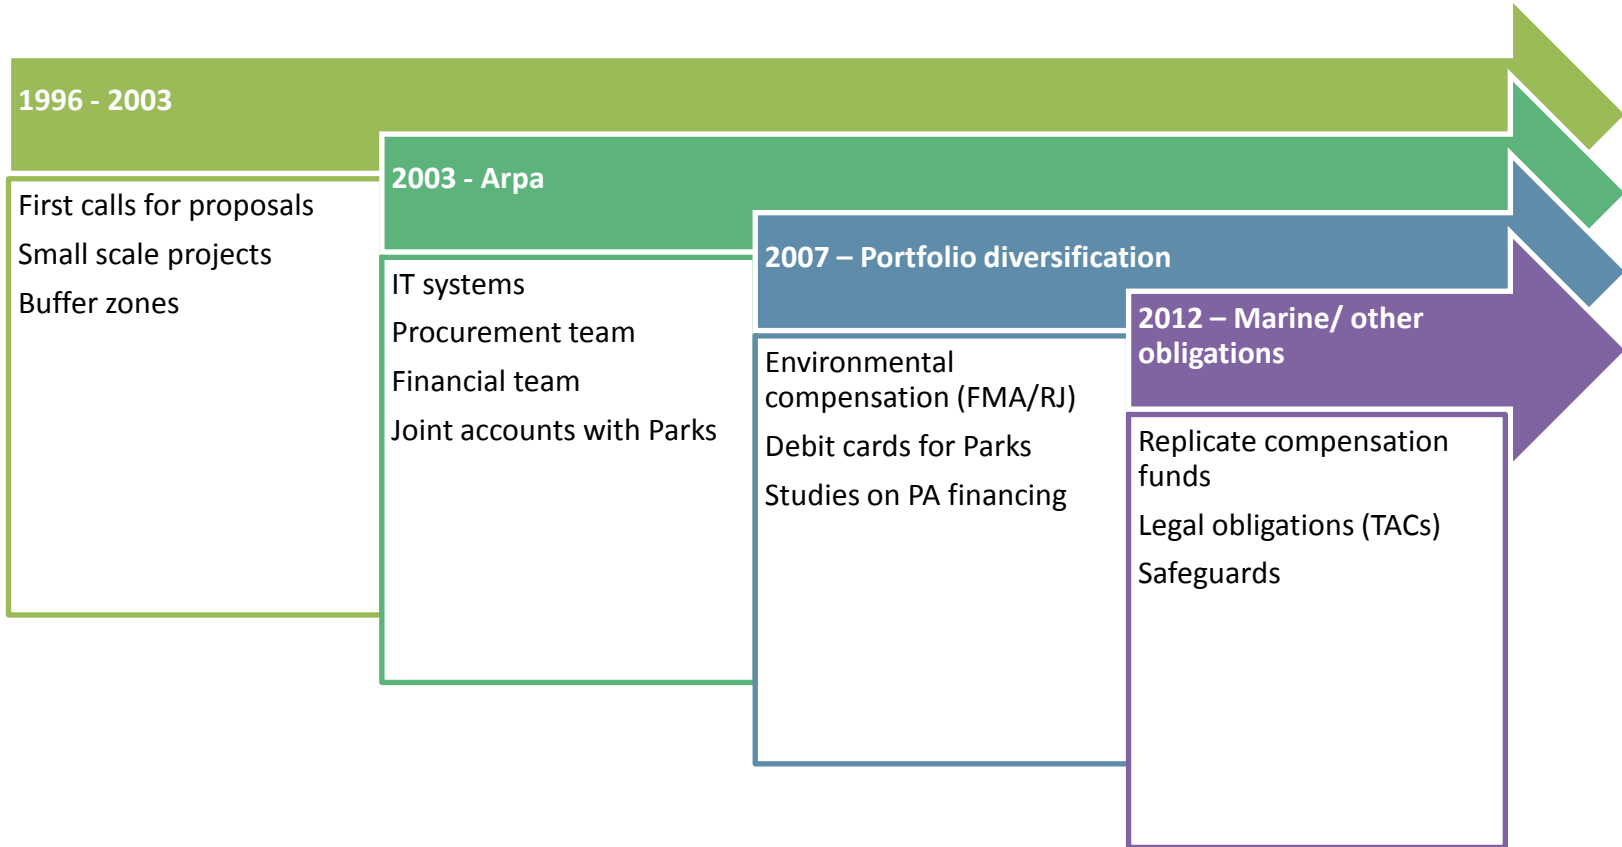 1996 - 2003
First calls for proposals
Small scale projects
Buffer zones
2003 - Arpa
IT systems
Procurement team
Financial team
Joint accounts with Parks
2007 – Portfolio diversification
Environmental
compensation (FMA/RJ)
Debit cards for Parks
Studies on PA financing
2012 – Marine/ other
obligations
Replicate compensation
funds
Legal obligations (TACs)
Safeguards